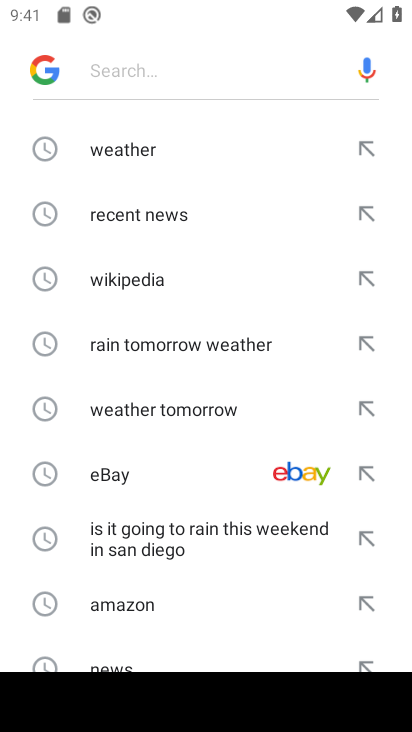 9:41
G
Search…
weather
recent news
wikipedia
rain tomorrow weather
weather tomorrow
eBay ebay
is it going to rain this weekend
in san diego
amazon
news